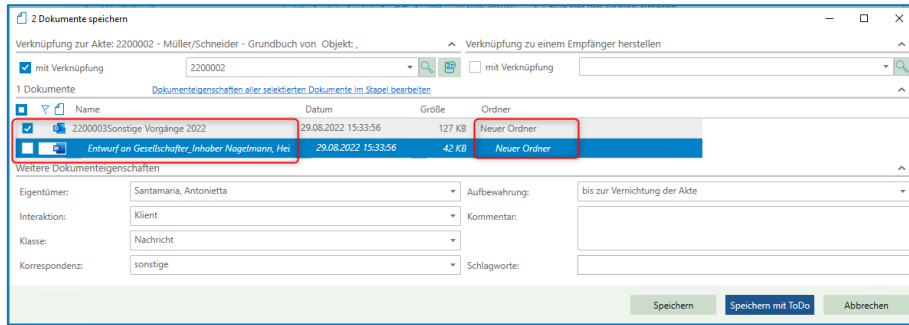 2 Dokumente speichern
Verknüpfung zur Akte: 2200002 - Müller/Schneider - Grundbuch von Objekt: ,
Verknüpfung zu einem Empfänger herstellen
mit Verknüpfung 2200002
mit Verknüpfung
1 Dokumente Dokumenteigenschaften aller selektierten Dokumente im Stapel bearbeiten
Name Datum Größe Ordner
2200003Sonstige Vorgänge 2022 29.08.2022 15:33:56 127 KB Neuer Ordner
Entwurf an Gesellschafter_Inhaber Nagelmann, Hei. 29.08.2022 15:33:56 42 KB Neuer Ordner
Weitere Dokumenteigenschaften
Eigentümer: Santamaria, Antonietta Aufbewahrung: bis zur Vernichtung der Akte
Interaktion: Klient Kommentar:
Klasse: Nachricht
Korrespondenz: sonstige Schlagworte:
Speichern Speichern mit ToDo Abbrechen